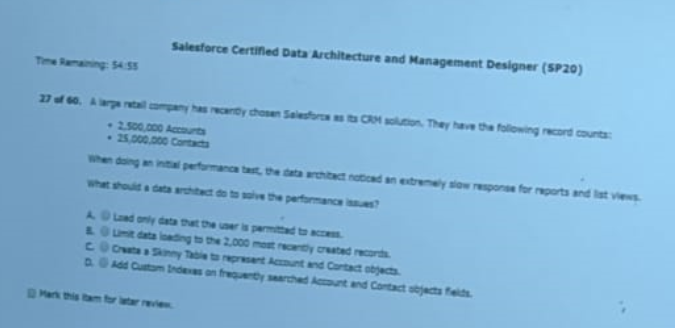 Salesforce Certified Data Architecture and Management Designer (SP20)
Time Remaining: 54:55
27 of 60. A large retail company has recently chosen Salesforce as its CRM solution. They have the following record counts:
• 2,500,000 Accounts
• 25,000,000 Contacts
When doing an initial performance test, the data architect noticed an extremely slow response for reports and list views.
What should a data architect do to solve the performance issues?
A. Load only data that the user is permitted to access.
B. Limit data loading to the 2,000 most recently created records.
C. Create a Skinny Table to represent Account and Contact objects.
D. Add Custom Indexes on frequently searched Account and Contact objects fields.
Mark this item for later review.